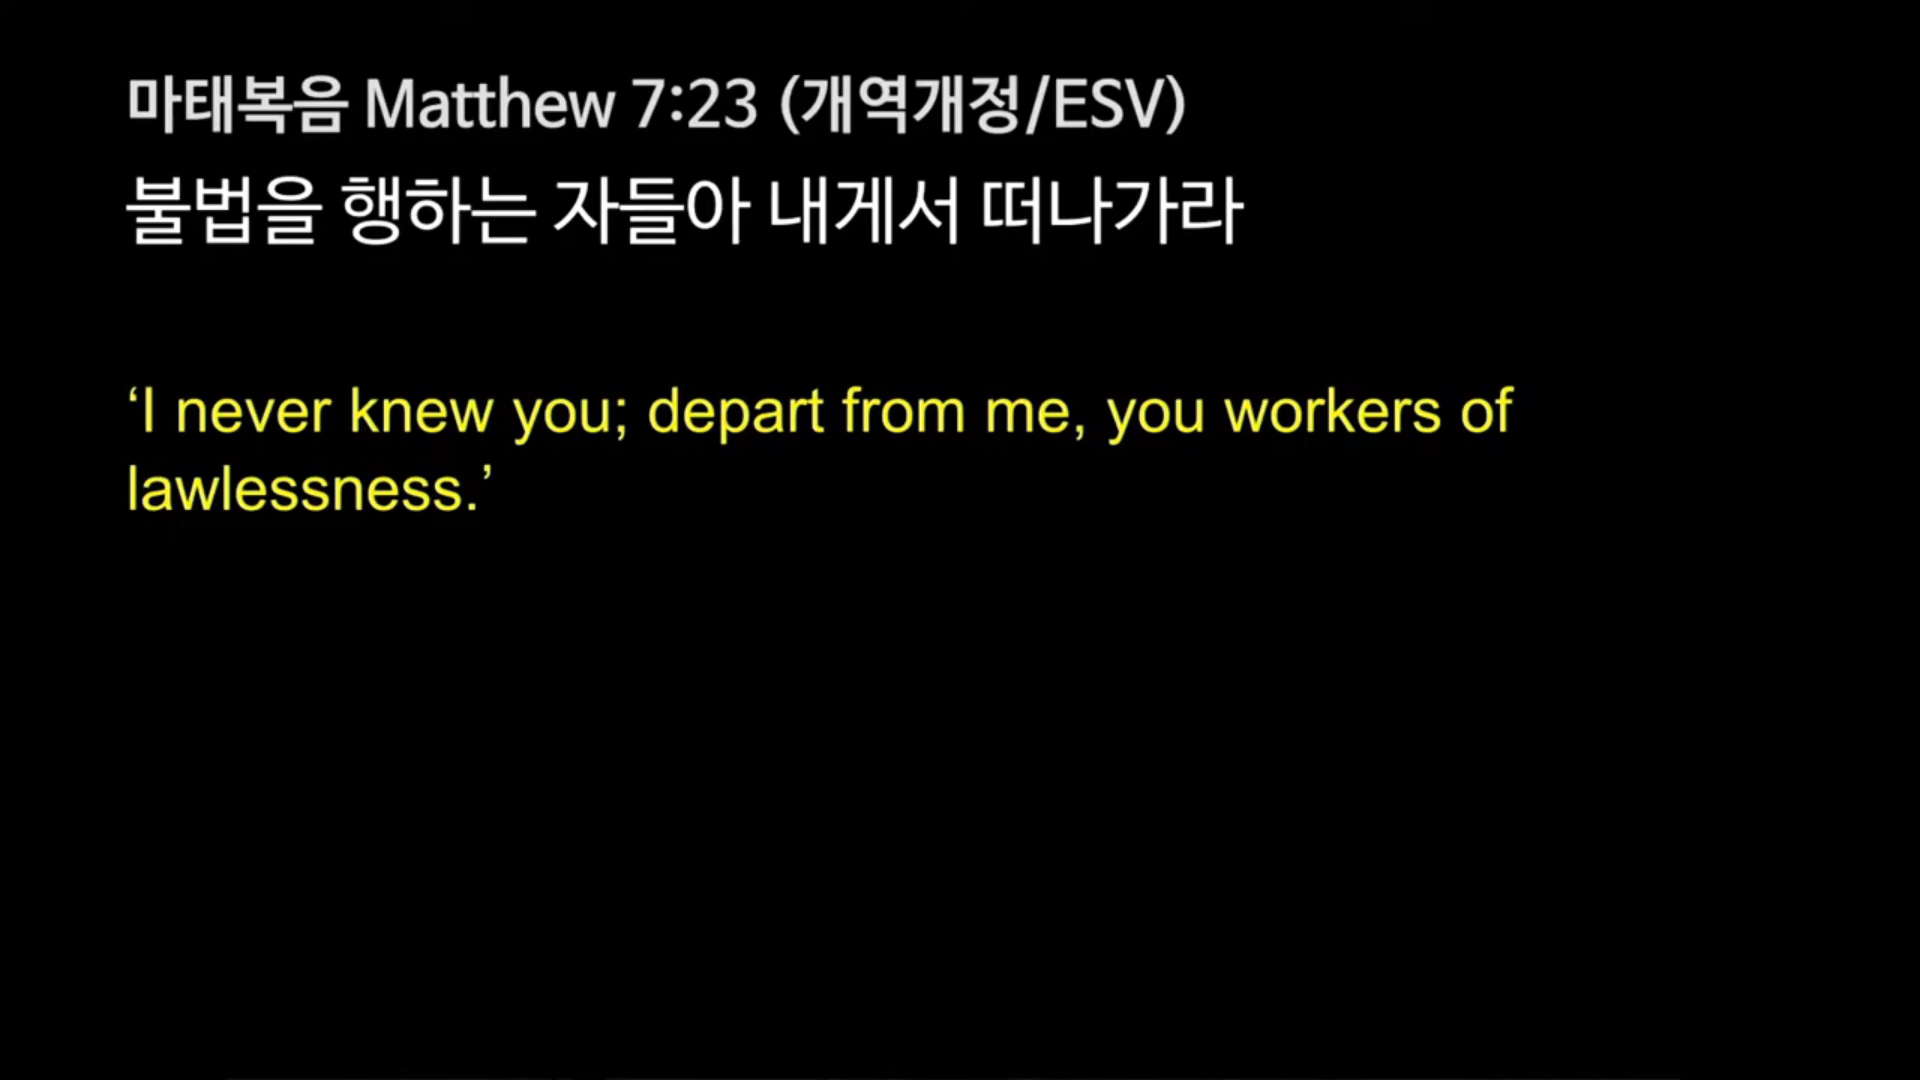 마태복음 Matthew 7:23 (개역개정/ESV)
불법을 행하는 자들아 내게서 떠나가라
‘I never knew you; depart from me, you workers of
lawlessness.’